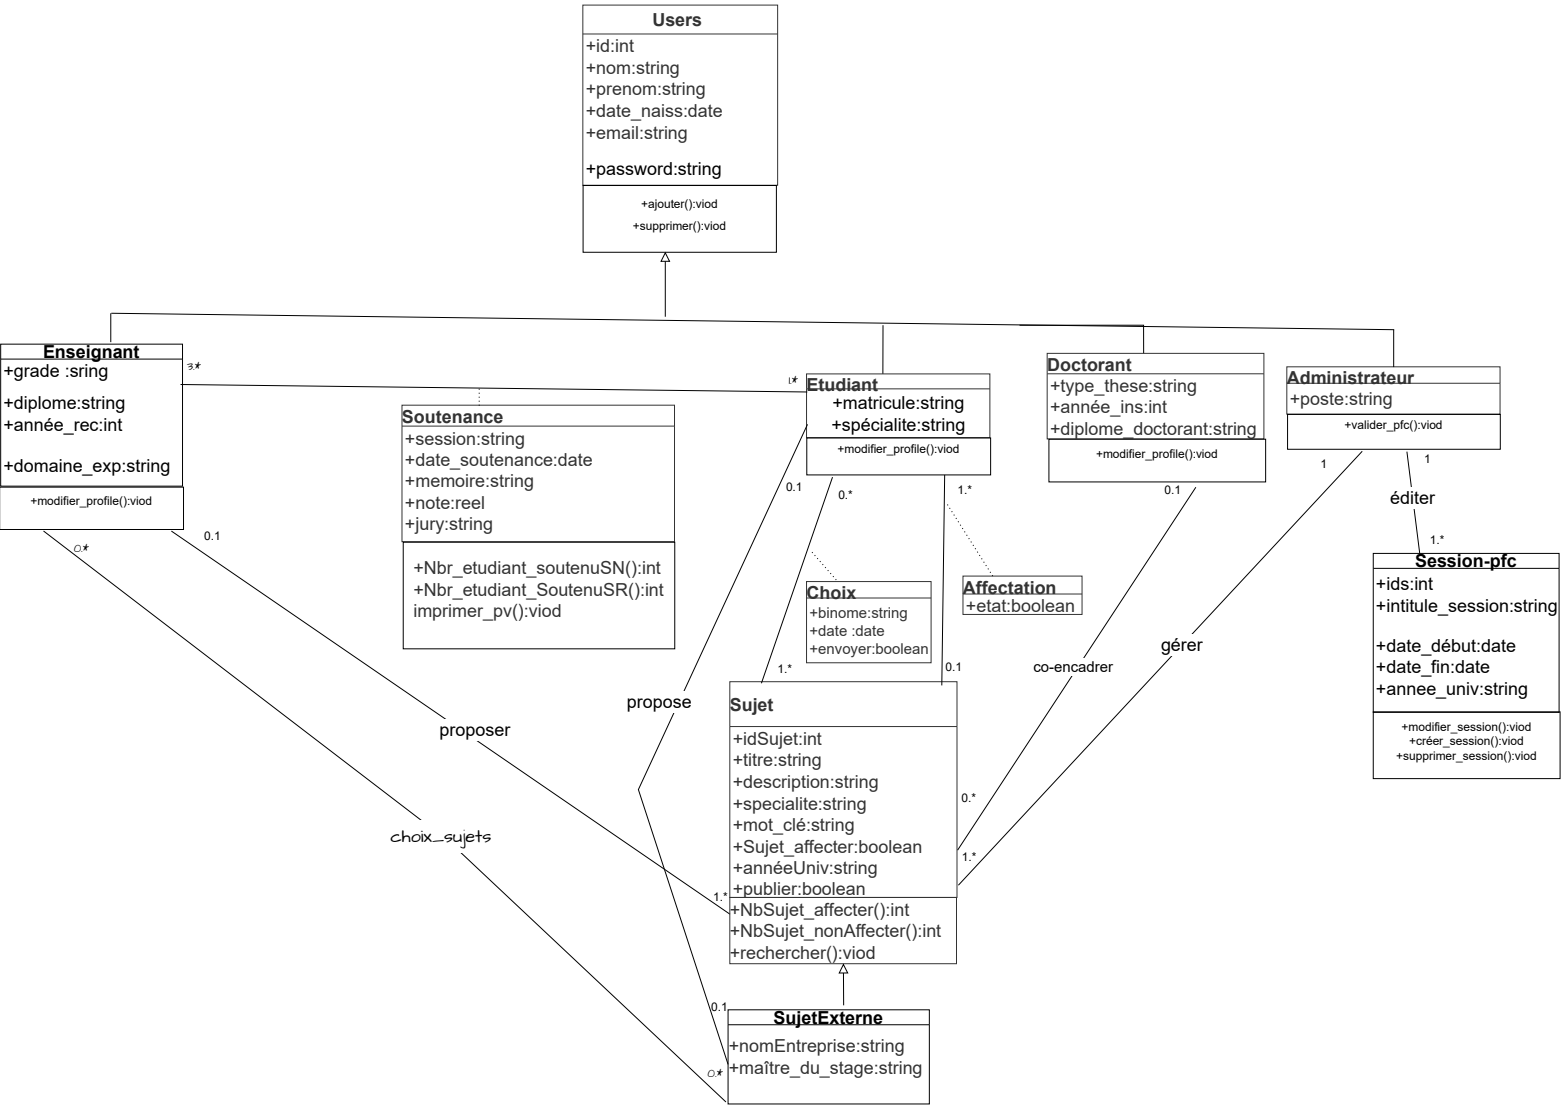 Users
+id:int
+nom:string
+prenom:string
+date_naiss:date
+email:string
+password:string
+ajouter():viod
+supprimer():viod
Enseignant
+grade :sring
+diplome:string
+année_rec:int
+domaine_exp:string
+modifier_profile():viod
3.*
1.*
Soutenance
+session:string
+date_soutenance:date
+memoire:string
+note:reel
+jury:string
+Nbr_etudiant_soutenuSN():int
+Nbr_etudiant_SoutenuSR():int
imprimer_pv():viod
Etudiant
+matricule:string
+spécialite:string
+modifier_profile():viod
Doctorant
+type_these:string
+année_ins:int
+diplome_doctorant:string
+modifier_profile():viod
Administrateur
+poste:string
+valider_pfc():viod
0.1
0.*
1.*
0.1
1
1
éditer
1.*
0.*
0.1
Choix
+binome:string
+date :date
+envoyer:boolean
Affectation
+etat:boolean
Session-pfc
+ids:int
+intitule_session:string
+date_début:date
+date_fin:date
+annee_univ:string
+modifier_session():viod
+créer_session():viod
+supprimer_session():viod
1.*
0.1
co-encadrer
gérer
propose
proposer
choix_sujets
Sujet
+idSujet:int
+titre:string
+description:string
+specialite:string
+mot_clé:string
+Sujet_affecter:boolean
+annéeUniv:string
+publier:boolean
+NbSujet_affecter():int
+NbSujet_nonAffecter():int
+rechercher():viod
0.*
1.*
1.*
0.1
0.*
SujetExterne
+nomEntreprise:string
+maître_du_stage:string